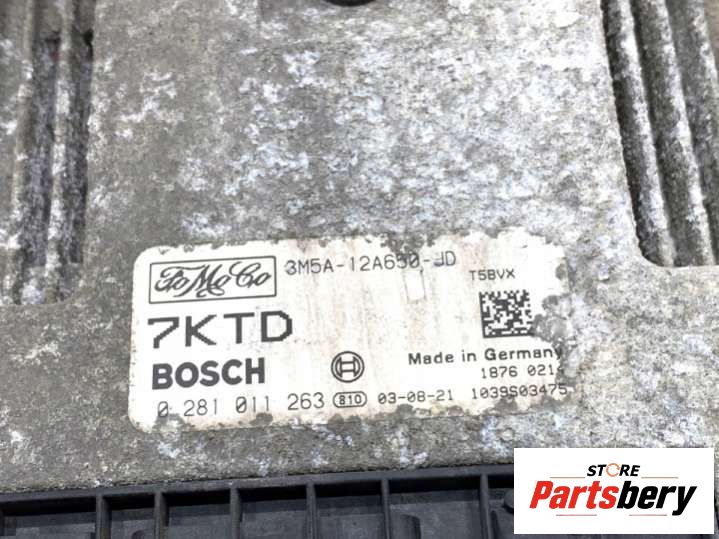 FoMoCo 3M5A-12A650-JD
T5BVX
7KTD
BOSCH Made in Germany
1876 021
0 281 011 263 810 03-08-21 1039S03475
STORE
Partsbery